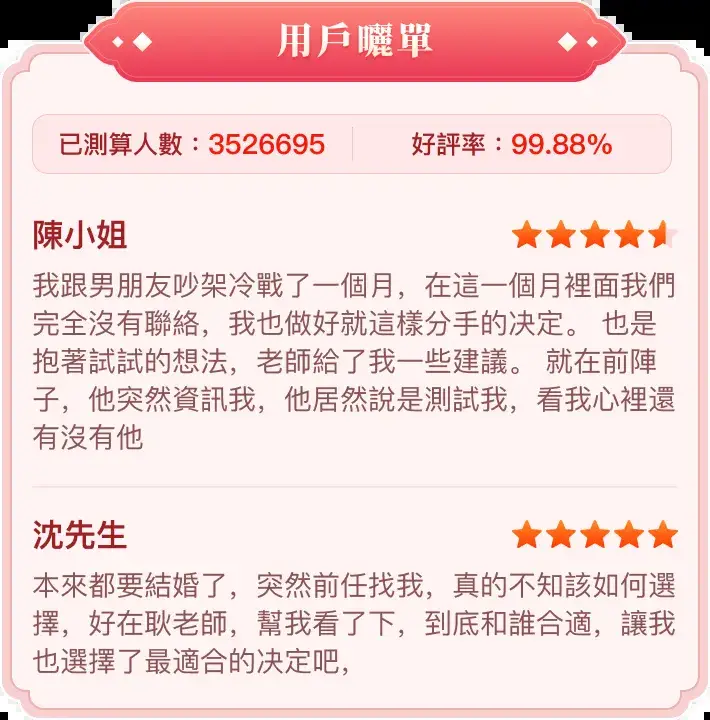 用戶曬單
已測算人數：3526695 好評率：99.88%
陳小姐
我跟男朋友吵架冷戰了一個月，在這一個月裡面我們
完全沒有聯絡，我也做好就這樣分手的决定。 也是
抱著試試的想法，老師給了我一些建議。 就在前陣
子，他突然資訊我，他居然說是測試我，看我心裡還
有沒有他
沈先生
本來都要結婚了，突然前任找我，真的不知該如何選
擇，好在耿老師，幫我看了下，到底和誰合適，讓我
也選擇了最適合的决定吧，